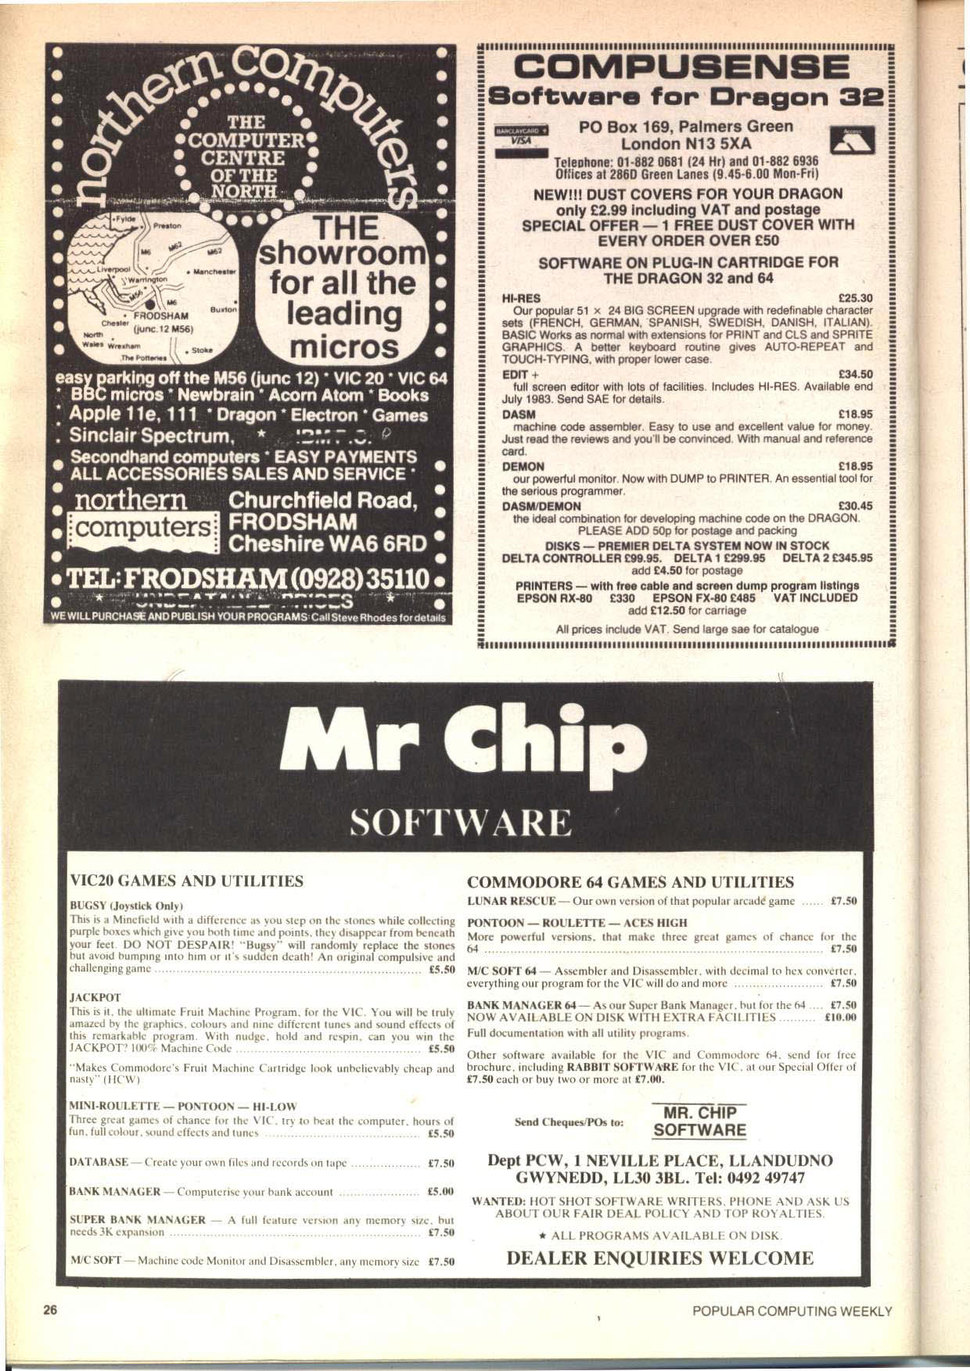 northern computers
THE
COMPUTER
CENTRE
OF THE
NORTH
Fylde
Preston
M6
M62
M62
Liverpool
Manchester
Warrington
M56
M6
FRODSHAM
Buxton
Chester
(junc.12 M56)
North
Wales
Wrexham
Stoke
The Potteries
THE
showroom
for all the
leading
micros
easy parking off the M56 (junc 12) * VIC 20 * VIC 64
* BBC micros * Newbrain * Acorn Atom * Books
* Apple 11e, 111 * Dragon * Electron * Games
Sinclair Spectrum, *
Secondhand computers * EASY PAYMENTS
ALL ACCESSORIES SALES AND SERVICE *
northern
computers
Churchfield Road,
FRODSHAM
Cheshire WA6 6RD
TEL: FRODSHAM (0928) 35110
WE WILL PURCHASE AND PUBLISH YOUR PROGRAMS Call Steve Rhodes for details
COMPUSENSE
Software for Dragon 32
BARCLAYCARD
VISA
Access
PO Box 169, Palmers Green
London N13 5XA
Telephone: 01-882 0681 (24 Hr) and 01-882 6936
Offices at 286D Green Lanes (9.45-6.00 Mon-Fri)
NEW!!! DUST COVERS FOR YOUR DRAGON
only £2.99 including VAT and postage
SPECIAL OFFER — 1 FREE DUST COVER WITH
EVERY ORDER OVER £50
SOFTWARE ON PLUG-IN CARTRIDGE FOR
THE DRAGON 32 and 64
HI-RES £25.30
Our popular 51 × 24 BIG SCREEN upgrade with redefinable character
sets (FRENCH, GERMAN, SPANISH, SWEDISH, DANISH, ITALIAN).
BASIC Works as normal with extensions for PRINT and CLS and SPRITE
GRAPHICS. A better keyboard routine gives AUTO-REPEAT and
TOUCH-TYPING, with proper lower case.
EDIT + £34.50
full screen editor with lots of facilities. Includes HI-RES. Available end
July 1983. Send SAE for details.
DASM £18.95
machine code assembler. Easy to use and excellent value for money.
Just read the reviews and you'll be convinced. With manual and reference
card.
DEMON £18.95
our powerful monitor. Now with DUMP to PRINTER. An essential tool for
the serious programmer.
DASM/DEMON £30.45
the ideal combination for developing machine code on the DRAGON.
PLEASE ADD 50p for postage and packing
DISKS — PREMIER DELTA SYSTEM NOW IN STOCK
DELTA CONTROLLER £99.95, DELTA 1 £299.95 DELTA 2 £345.95
add £4.50 for postage
PRINTERS — with free cable and screen dump program listings
EPSON RX-80 £330 EPSON FX-80 £485 VAT INCLUDED
add £12.50 for carriage
All prices include VAT. Send large sae for catalogue
Mr Chip
SOFTWARE
VIC20 GAMES AND UTILITIES
BUGSY (Joystick Only)
This is a Minefield with a difference as you step on the stones while collecting
purple boxes which give you both time and points, they disappear from beneath
your feet. DO NOT DESPAIR! "Bugsy" will randomly replace the stones
but avoid bumping into him or it's sudden death! An original compulsive and
challenging game ........ £5.50
JACKPOT
This is it, the ultimate Fruit Machine Program, for the VIC. You will be truly
amazed by the graphics, colours and nine different tunes and sound effects of
this remarkable program. With nudge, hold and respin, can you win the
JACKPOT? 100% Machine Code ........ £5.50
"Makes Commodore's Fruit Machine Cartridge look unbelievably cheap and
nasty" (HCW)
MINI-ROULETTE — PONTOON — HI-LOW
Three great games of chance for the VIC, try to beat the computer, hours of
fun, full colour, sound effects and tunes ........ £5.50
DATABASE — Create your own files and records on tape ........ £7.50
BANK MANAGER — Computerise your bank account ........ £5.00
SUPER BANK MANAGER — A full feature version any memory size, but
needs 3K expansion ........ £7.50
M/C SOFT — Machine code Monitor and Disassembler, any memory size £7.50
COMMODORE 64 GAMES AND UTILITIES
LUNAR RESCUE — Our own version of that popular arcade game ...... £7.50
PONTOON — ROULETTE — ACES HIGH
More powerful versions, that make three great games of chance for the
64 ........ £7.50
M/C SOFT 64 — Assembler and Disassembler, with decimal to hex converter,
everything our program for the VIC will do and more ........ £7.50
BANK MANAGER 64 — As our Super Bank Manager, but for the 64 .... £7.50
NOW AVAILABLE ON DISK WITH EXTRA FACILITIES ........ £10.00
Full documentation with all utility programs.
Other software available for the VIC and Commodore 64, send for free
brochure, including RABBIT SOFTWARE for the VIC, at our Special Offer of
£7.50 each or buy two or more at £7.00.
Send Cheques/POs to:
MR. CHIP
SOFTWARE
Dept PCW, 1 NEVILLE PLACE, LLANDUDNO
GWYNEDD, LL30 3BL. Tel: 0492 49747
WANTED: HOT SHOT SOFTWARE WRITERS, PHONE AND ASK US
ABOUT OUR FAIR DEAL POLICY AND TOP ROYALTIES.
★ ALL PROGRAMS AVAILABLE ON DISK.
DEALER ENQUIRIES WELCOME
26
POPULAR COMPUTING WEEKLY